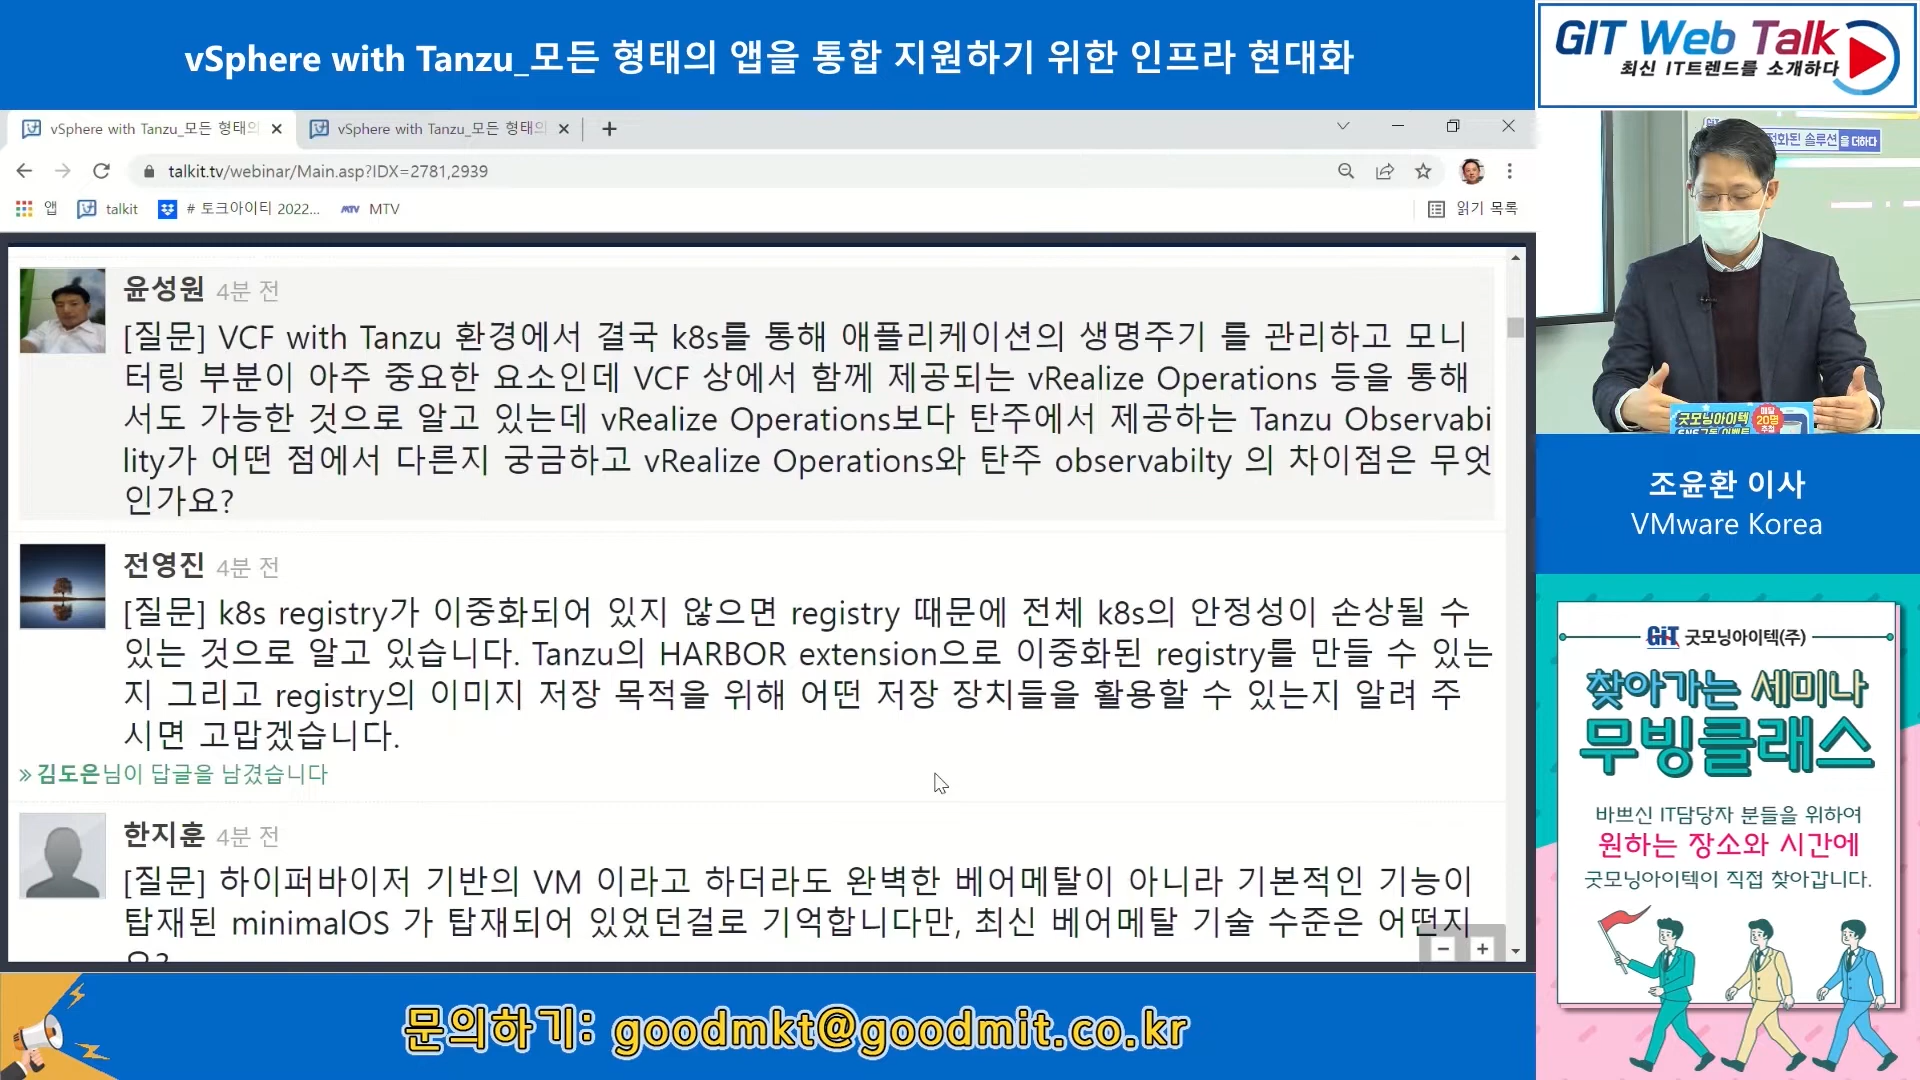 vSphere with Tanzu_모든 형태의 앱을 통합 지원하기 위한 인프라 현대화
GIT Web Talk
최신 IT트렌드를 소개하다
vSphere with Tanzu_모든 형태의
vSphere with Tanzu_모든 형태의
talkit.tv/webinar/Main.asp?IDX=2781,2939
앱
talkit
# 토크아이티 2022...
MTV
MTV
읽기 목록
윤성원 4분 전
[질문] VCF with Tanzu 환경에서 결국 k8s를 통해 애플리케이션의 생명주기 를 관리하고 모니
터링 부분이 아주 중요한 요소인데 VCF 상에서 함께 제공되는 vRealize Operations 등을 통해
서도 가능한 것으로 알고 있는데 vRealize Operations보다 탄주에서 제공하는 Tanzu Observabi
lity가 어떤 점에서 다른지 궁금하고 vRealize Operations와 탄주 observabilty 의 차이점은 무엇
인가요?
전영진 4분 전
[질문] k8s registry가 이중화되어 있지 않으면 registry 때문에 전체 k8s의 안정성이 손상될 수
있는 것으로 알고 있습니다. Tanzu의 HARBOR extension으로 이중화된 registry를 만들 수 있는
지 그리고 registry의 이미지 저장 목적을 위해 어떤 저장 장치들을 활용할 수 있는지 알려 주
시면 고맙겠습니다.
» 김도은님이 답글을 남겼습니다
한지훈 4분 전
[질문] 하이퍼바이저 기반의 VM 이라고 하더라도 완벽한 베어메탈이 아니라 기본적인 기능이
탑재된 minimalOS 가 탑재되어 있었던걸로 기억합니다만, 최신 베어메탈 기술 수준은 어떤지
요?
솔루션을 더하다
굿모닝아이텍
매달
20명
추첨
조윤환 이사
VMware Korea
GIT 굿모닝아이텍(주)
찾아가는 세미나
무빙클래스
바쁘신 IT담당자 분들을 위하여
원하는 장소와 시간에
굿모닝아이텍이 직접 찾아갑니다.
문의하기: goodmkt@goodmit.co.kr